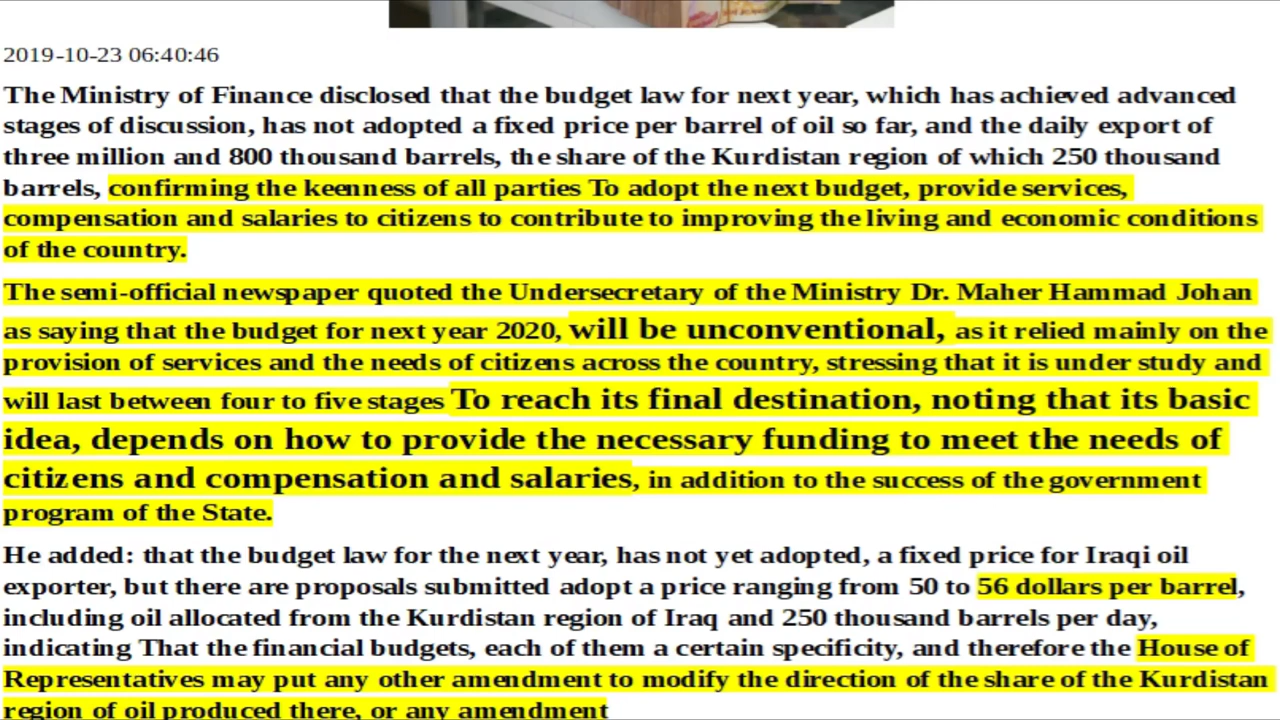 2019-10-23 06:40:46
The Ministry of Finance disclosed that the budget law for next year, which has achieved advanced
stages of discussion, has not adopted a fixed price per barrel of oil so far, and the daily export of
three million and 800 thousand barrels, the share of the Kurdistan region of which 250 thousand
barrels, confirming the keenness of all parties To adopt the next budget, provide services,
compensation and salaries to citizens to contribute to improving the living and economic conditions
of the country.
The semi-official newspaper quoted the Undersecretary of the Ministry Dr. Maher Hammad Johan
as saying that the budget for next year 2020, will be unconventional, as it relied mainly on the
provision of services and the needs of citizens across the country, stressing that it is under study and
will last between four to five stages To reach its final destination, noting that its basic
idea, depends on how to provide the necessary funding to meet the needs of
citizens and compensation and salaries, in addition to the success of the government
program of the State.
He added: that the budget law for the next year, has not yet adopted, a fixed price for Iraqi oil
exporter, but there are proposals submitted adopt a price ranging from 50 to 56 dollars per barrel,
including oil allocated from the Kurdistan region of Iraq and 250 thousand barrels per day,
indicating That the financial budgets, each of them a certain specificity, and therefore the House of
Representatives may put any other amendment to modify the direction of the share of the Kurdistan
region of oil produced there, or any amendment